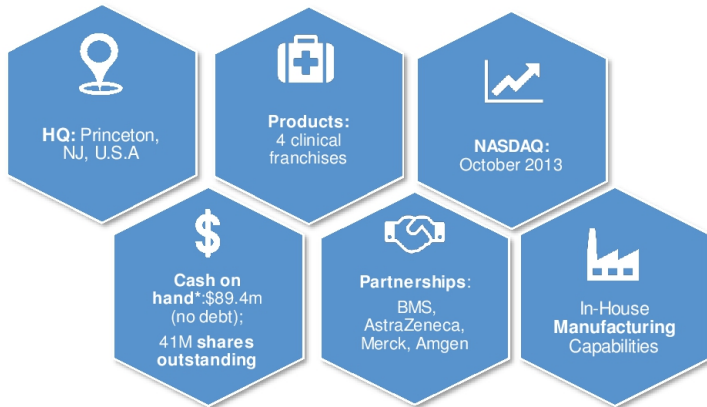 HQ: Princeton,
NJ, U.S.A
Products:
4 clinical
franchises
NASDAQ:
October 2013
$
Cash on
hand*:$89.4m
(no debt);
41M shares
outstanding
Partnerships:
BMS,
AstraZeneca,
Merck, Amgen
In-House
Manufacturing
Capabilities